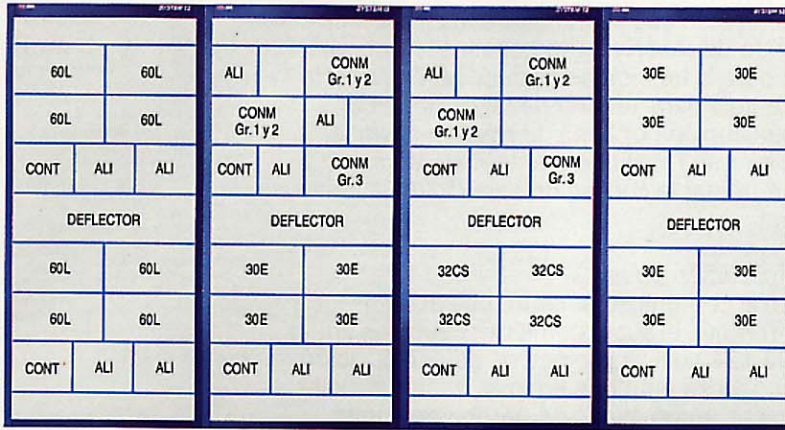 60L 60L
60L 60L
CONT ALI ALI
DEFLECTOR
60L 60L
60L 60L
CONT ALI ALI
ALI CONM
Gr.1 y 2
CONM
Gr.1 y 2 ALI
CONT ALI CONM
Gr.3
DEFLECTOR
30E 30E
30E 30E
CONT ALI ALI
ALI CONM
Gr.1 y 2
CONM
Gr.1 y 2
CONT ALI CONM
Gr.3
DEFLECTOR
32CS 32CS
32CS 32CS
CONT ALI ALI
30E 30E
30E 30E
CONT ALI ALI
DEFLECTOR
30E 30E
30E 30E
CONT ALI ALI